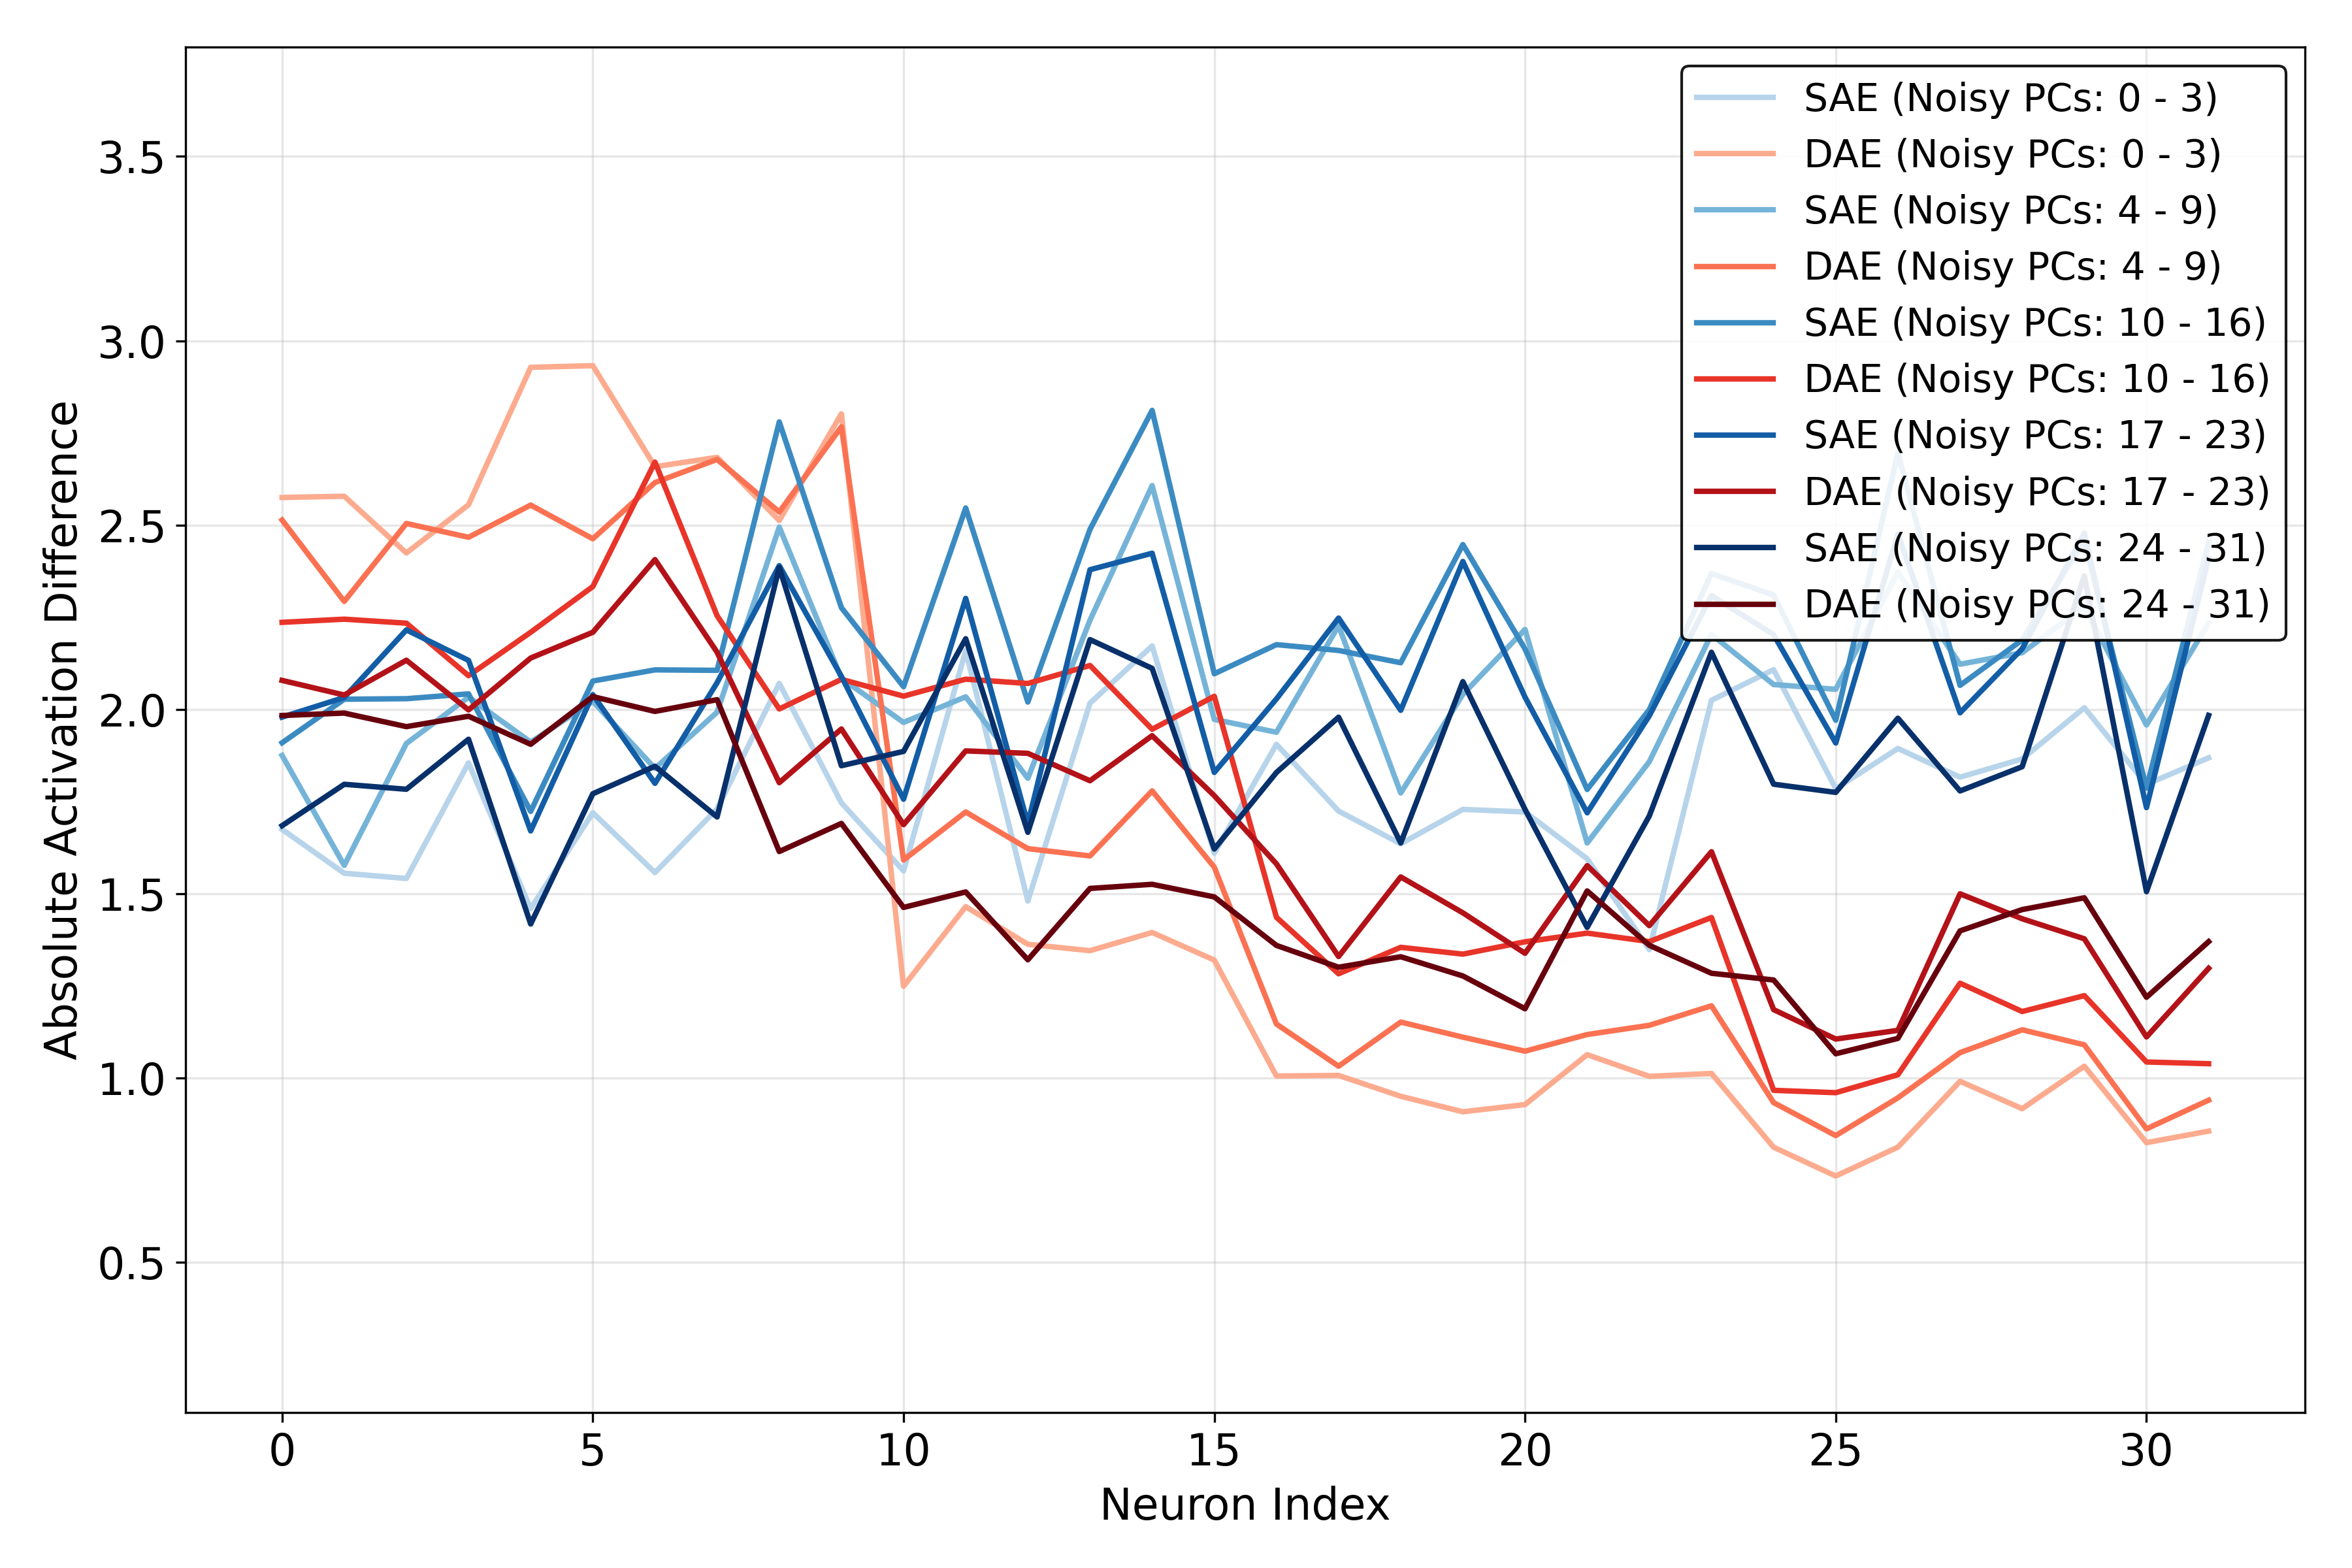 SAE (Noisy PCs: 0 - 3)
DAE (Noisy PCs: 0 - 3)
SAE (Noisy PCs: 4 - 9)
DAE (Noisy PCs: 4 - 9)
SAE (Noisy PCs: 10 - 16)
DAE (Noisy PCs: 10 - 16)
SAE (Noisy PCs: 17 - 23)
DAE (Noisy PCs: 17 - 23)
SAE (Noisy PCs: 24 - 31)
DAE (Noisy PCs: 24 - 31)
Absolute Activation Difference
3.5
3.0
2.5
2.0
1.5
1.0
0.5
0 5 10 15 20 25 30
Neuron Index